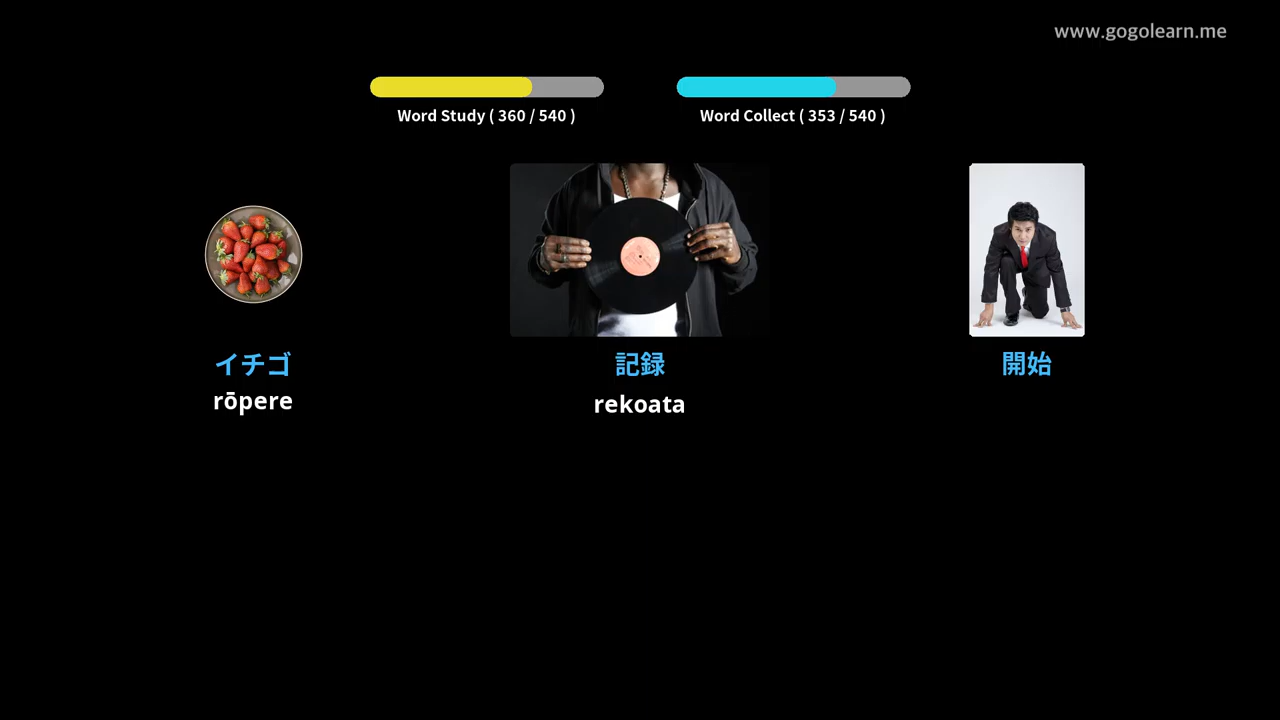 www.gogolearn.me
Word Study ( 360 / 540 )
Word Collect ( 353 / 540 )
イチゴ
記録
開始
rōpere
rekoata